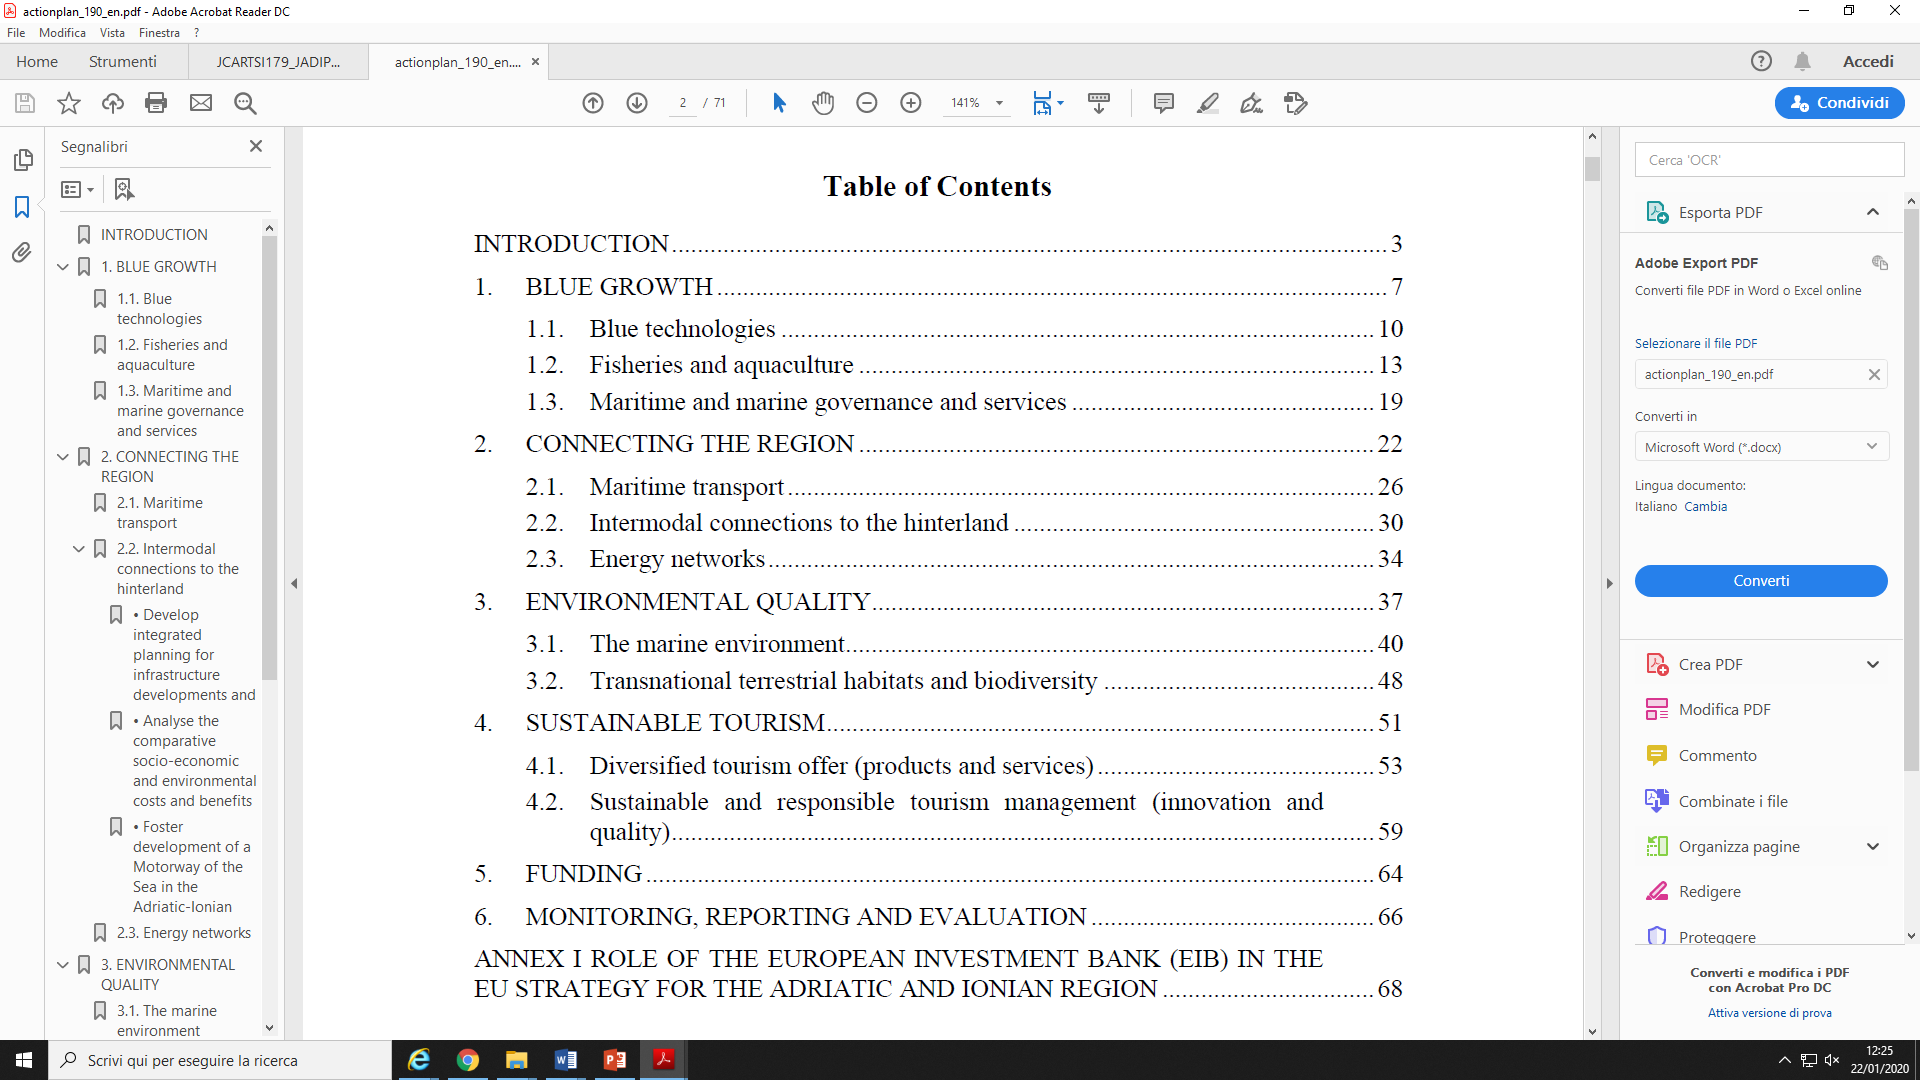 actionplan_190_en.pdf - Adobe Acrobat Reader DC
File Modifica Vista Finestra ?
Home Strumenti JCARTSI179_JADIP... actionplan_190_en.... Accedi
2 / 71 141% Condividi
Segnalibri
INTRODUCTION
1. BLUE GROWTH
1.1. Blue
technologies
1.2. Fisheries and
aquaculture
1.3. Maritime and
marine governance
and services
2. CONNECTING THE
REGION
2.1. Maritime
transport
2.2. Intermodal
connections to the
hinterland
• Develop
integrated
planning for
infrastructure
developments and
• Analyse the
comparative
socio-economic
and environmental
costs and benefits
• Foster
development of a
Motorway of the
Sea in the
Adriatic-Ionian
2.3. Energy networks
3. ENVIRONMENTAL
QUALITY
3.1. The marine
environment
Table of Contents
INTRODUCTION 3
1. BLUE GROWTH 7
1.1. Blue technologies 10
1.2. Fisheries and aquaculture 13
1.3. Maritime and marine governance and services 19
2. CONNECTING THE REGION 22
2.1. Maritime transport 26
2.2. Intermodal connections to the hinterland 30
2.3. Energy networks 34
3. ENVIRONMENTAL QUALITY 37
3.1. The marine environment 40
3.2. Transnational terrestrial habitats and biodiversity 48
4. SUSTAINABLE TOURISM 51
4.1. Diversified tourism offer (products and services) 53
4.2. Sustainable and responsible tourism management (innovation and
quality) 59
5. FUNDING 64
6. MONITORING, REPORTING AND EVALUATION 66
ANNEX I ROLE OF THE EUROPEAN INVESTMENT BANK (EIB) IN THE
EU STRATEGY FOR THE ADRIATIC AND IONIAN REGION 68
Cerca 'OCR'
Esporta PDF
Adobe Export PDF
Converti file PDF in Word o Excel online
Selezionare il file PDF
actionplan_190_en.pdf
Converti in
Microsoft Word (*.docx)
Lingua documento:
Italiano Cambia
Converti
Crea PDF
Modifica PDF
Commento
Combinate i file
Organizza pagine
Redigere
Proteggere
Converti e modifica i PDF
con Acrobat Pro DC
Attiva versione di prova
Scrivi qui per eseguire la ricerca
12:25
22/01/2020